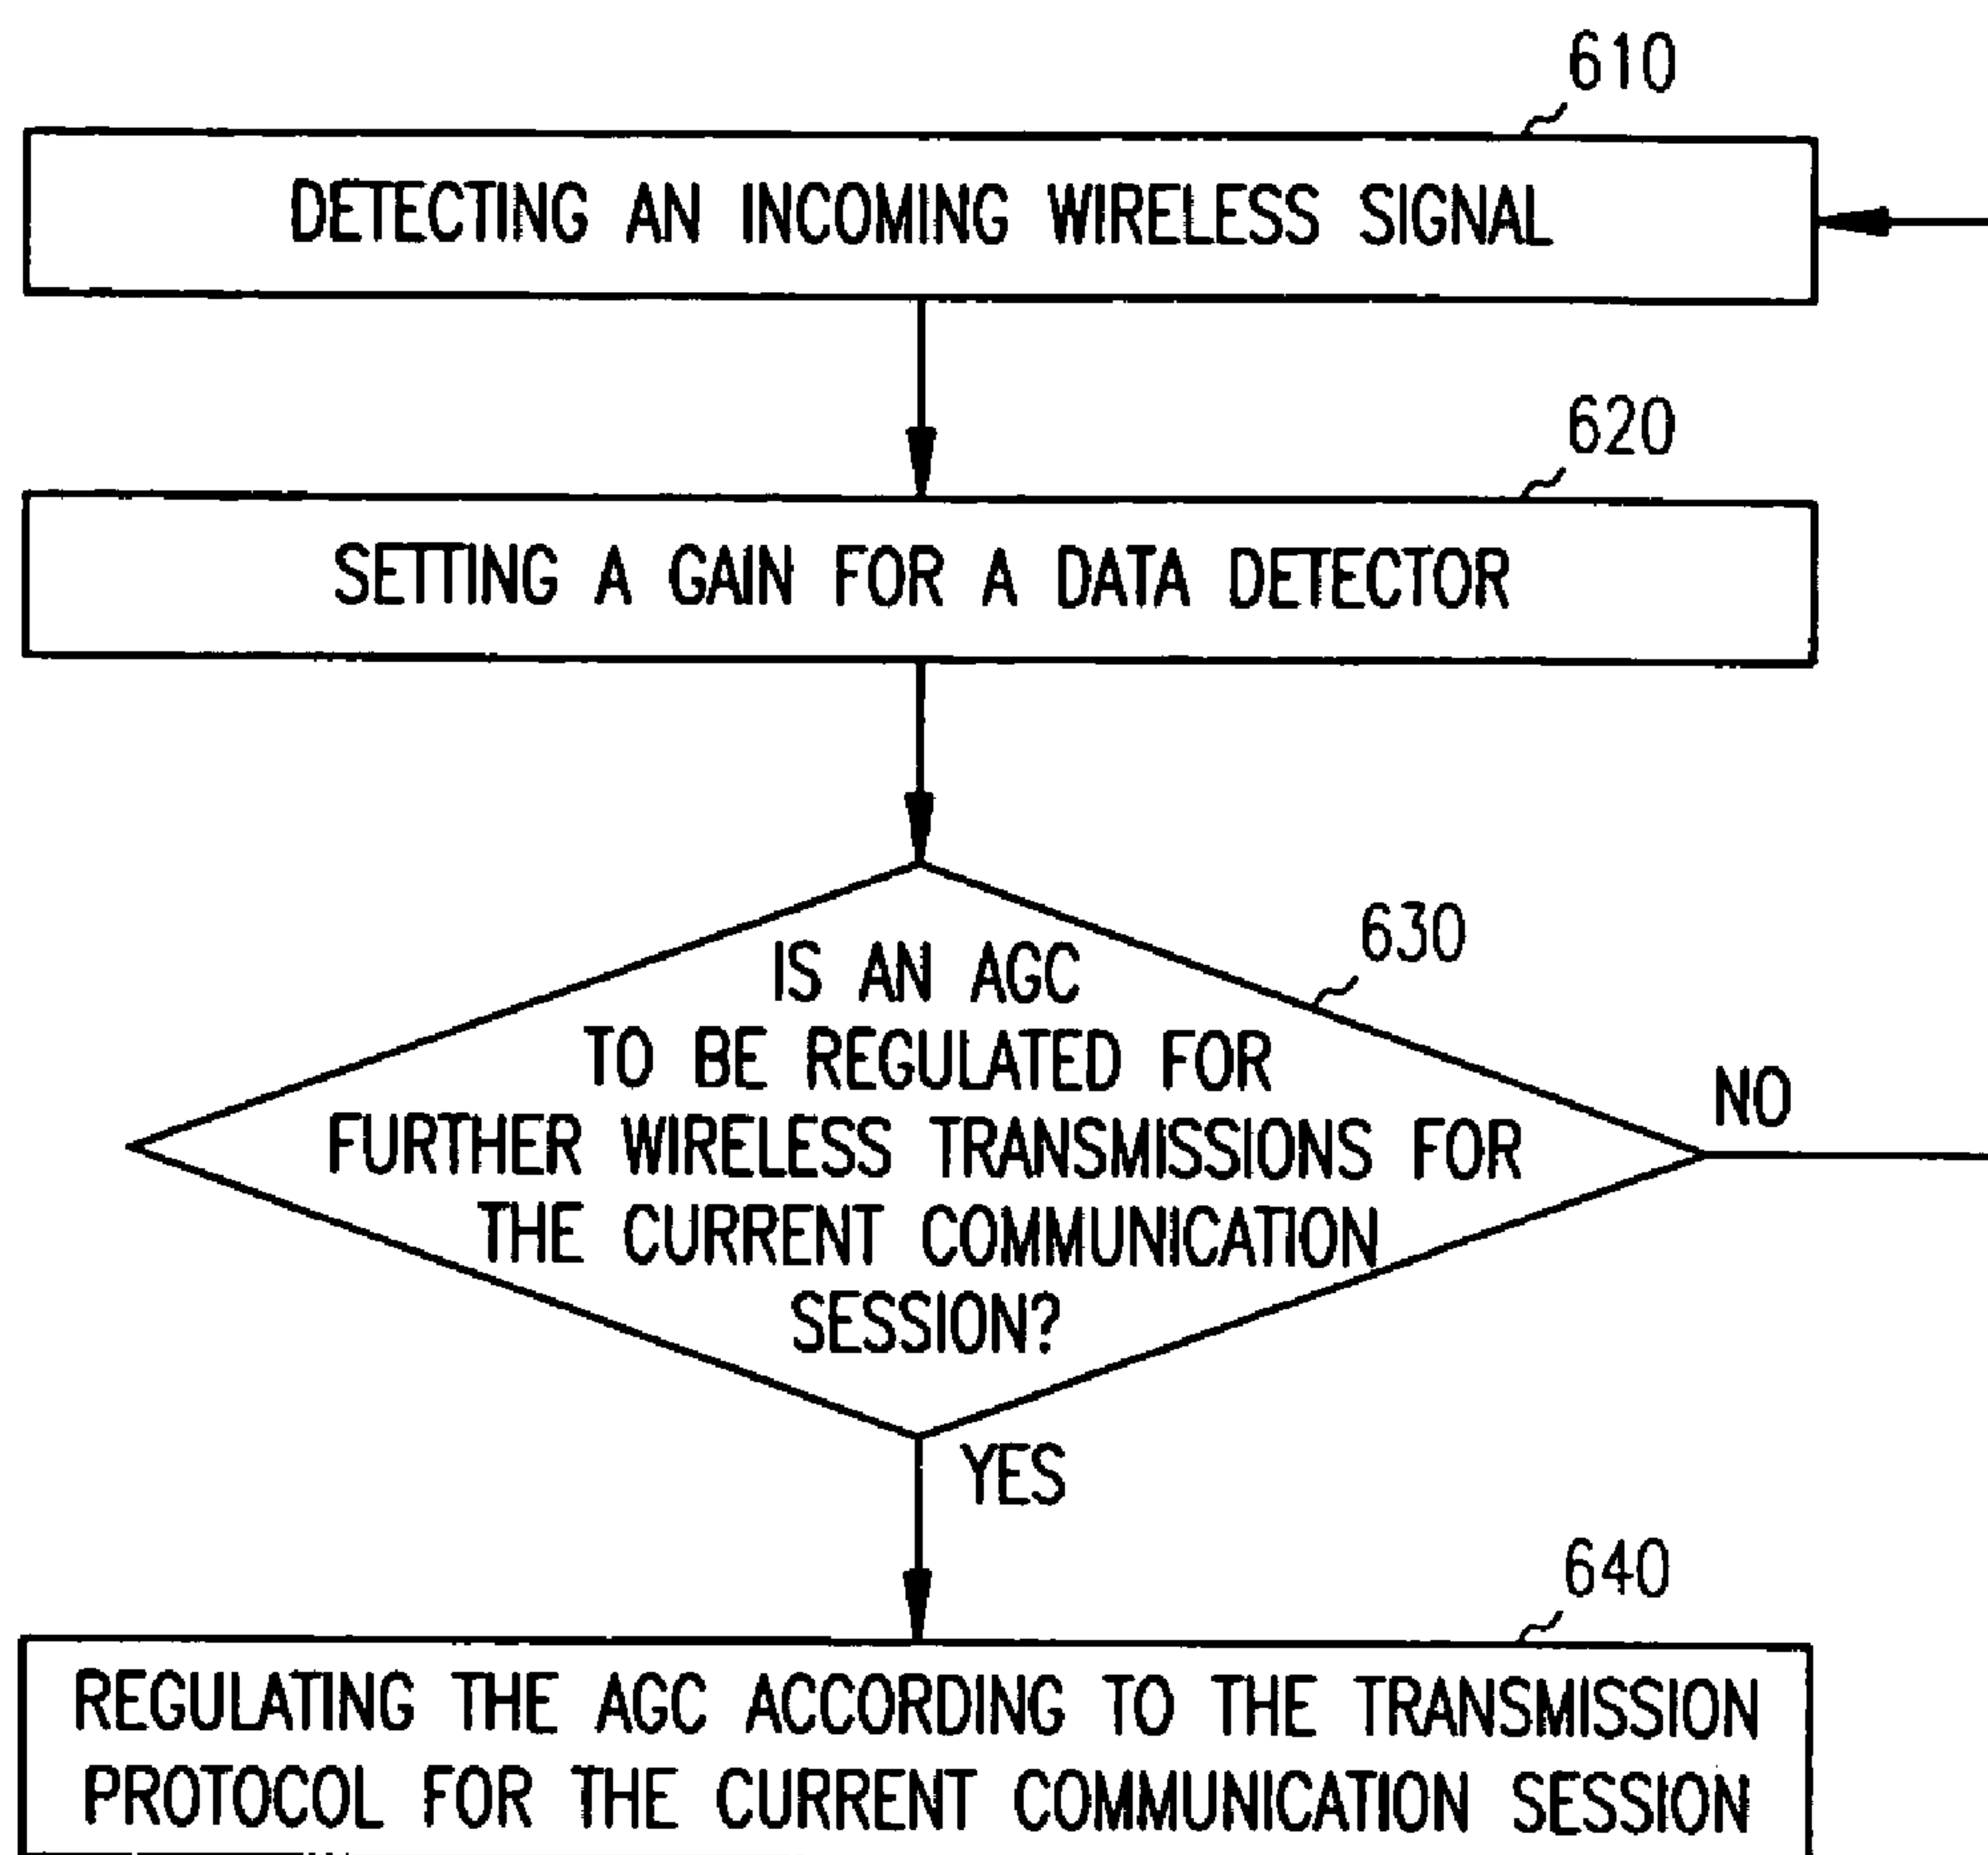 610
DETECTING AN INCOMING WIRELESS SIGNAL
620
SETTING A GAIN FOR A DATA DETECTOR
630
IS AN AGC
TO BE REGULATED FOR
FURTHER WIRELESS TRANSMISSIONS FOR
THE CURRENT COMMUNICATION
SESSION?
NO
YES
640
REGULATING THE AGC ACCORDING TO THE TRANSMISSION
PROTOCOL FOR THE CURRENT COMMUNICATION SESSION